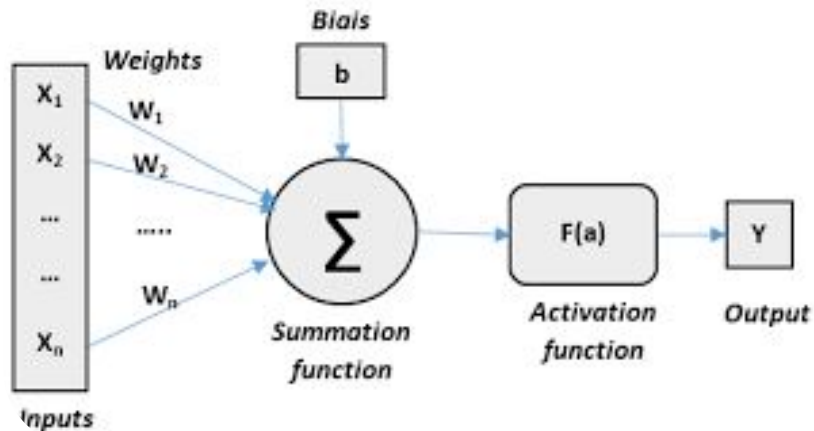 Biais
b
Weights
X₁
X₂
...
...
Xₙ
Inputs
W₁
W₂
.....
Wₙ
∑
Summation
function
F(a)
Activation
function
Y
Output